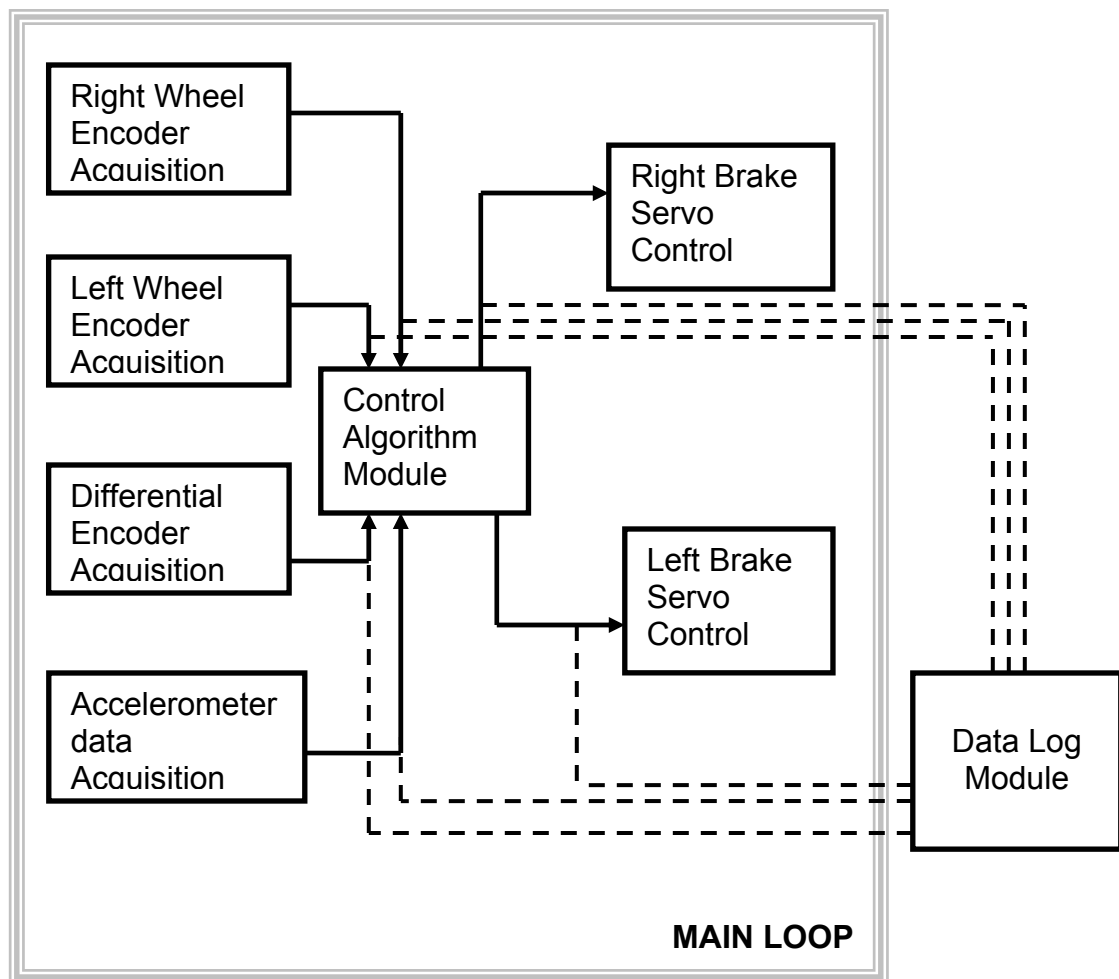 Right Wheel
Encoder
Acquisition
Right Brake
Servo
Control
Left Wheel
Encoder
Acquisition
Control
Algorithm
Module
Differential
Encoder
Acquisition
Left Brake
Servo
Control
Accelerometer
data
Acquisition
Data Log
Module
MAIN LOOP